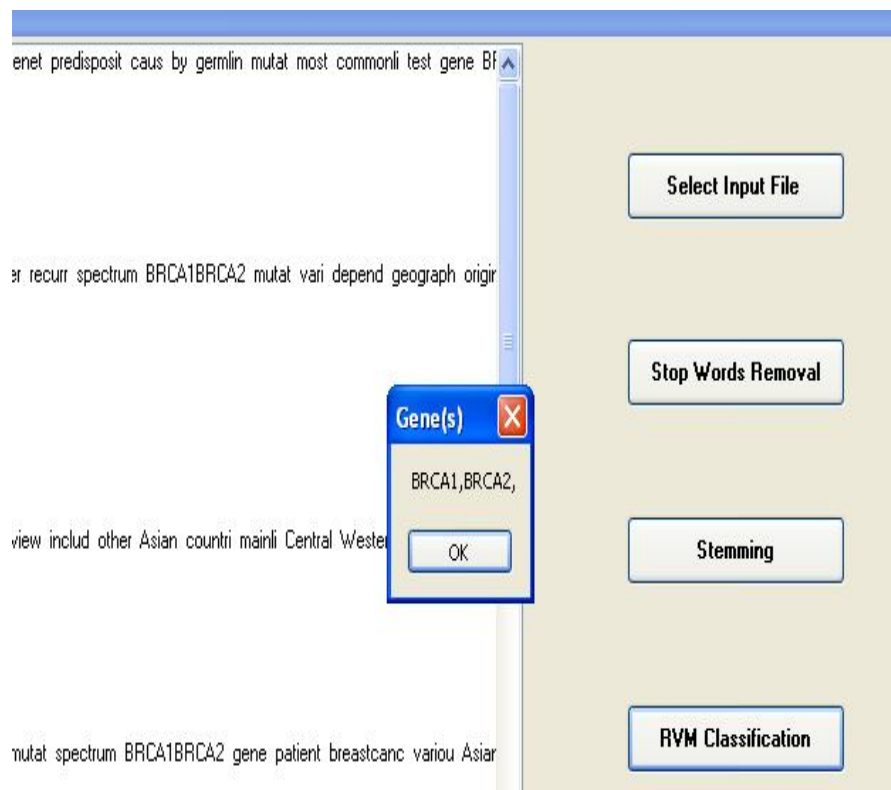 enet predisposit caus by germlin mutat most commonli test gene BF
Select Input File
er recurr spectrum BRCA1BRCA2 mutat vari depend geograph origin
Stop Words Removal
Gene(s)
BRCA1,BRCA2,
OK
view includ other Asian countri mainli Central Wester
Stemming
mutat spectrum BRCA1BRCA2 gene patient breastcanc variou Asian
RVM Classification